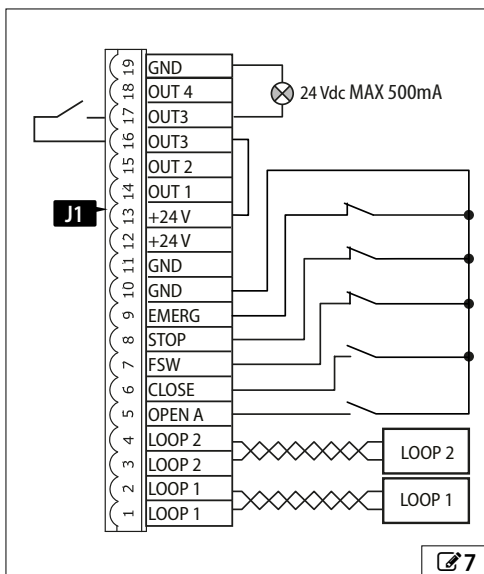 19 GND
18 OUT 4
24 Vdc MAX 500mA
17 OUT3
16 OUT3
15 OUT 2
14 OUT 1
J1
13 +24 V
12 +24 V
11 GND
10 GND
9 EMERG
8 STOP
7 FSW
6 CLOSE
5 OPEN A
4 LOOP 2
3 LOOP 2
LOOP 2
2 LOOP 1
1 LOOP 1
LOOP 1
7